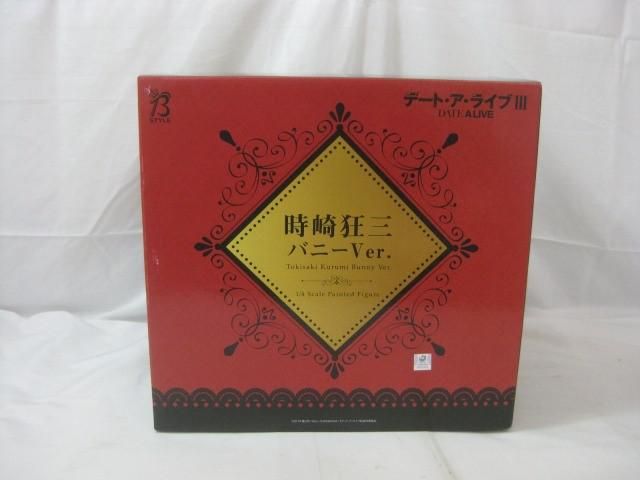 B
STYLE
デート・ア・ライブIII
DATE A LIVE
時崎狂三
バニーVer.
Tokisaki Kurumi Bunny Ver.
1/4 Scale Painted Figure